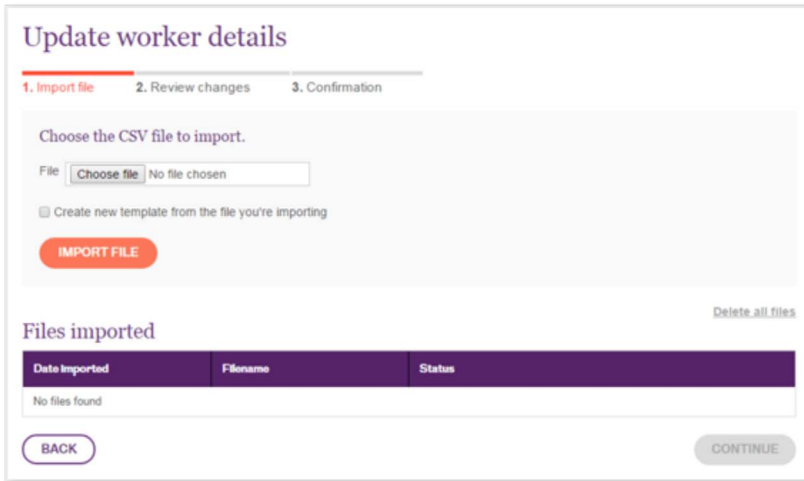 Update worker details
1. Import file 2. Review changes 3. Confirmation
Choose the CSV file to import.
File Choose file No file chosen
Create new template from the file you're importing
IMPORT FILE
Delete all files
Files imported
Date Imported Filename Status
No files found
BACK CONTINUE